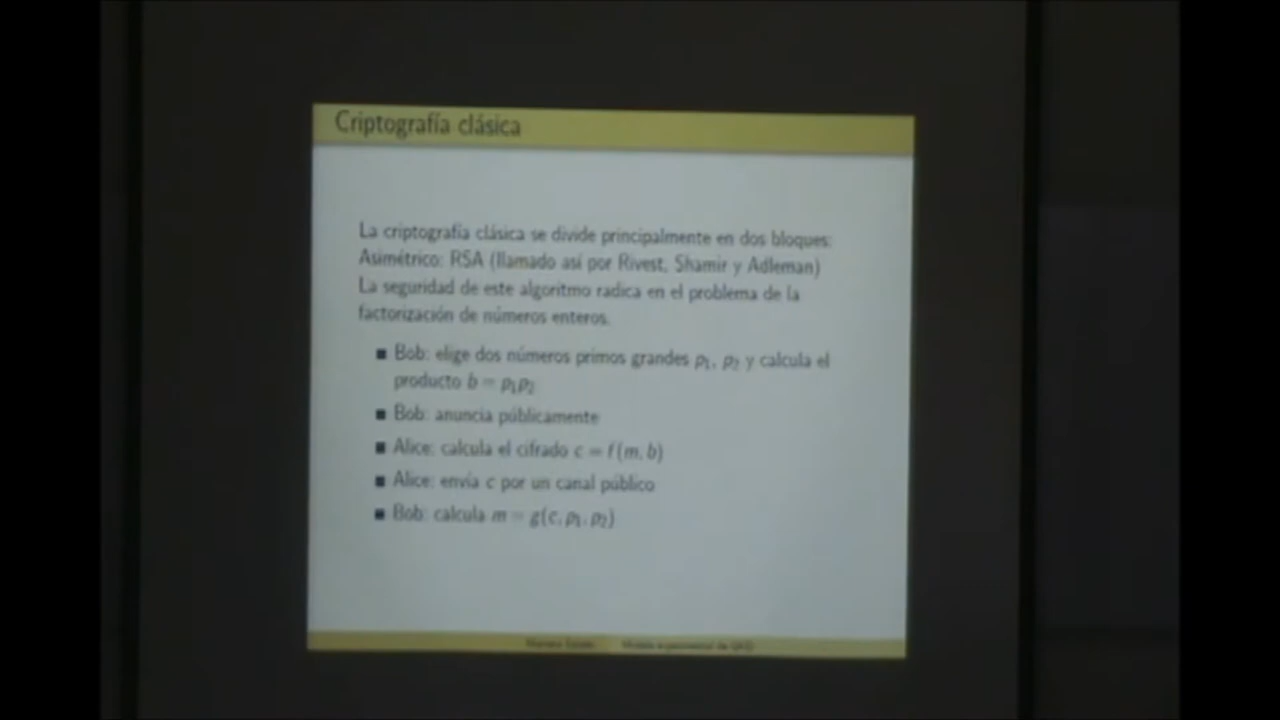 Criptografía clásica
La criptografía clásica se divide principalmente en dos bloques:
Asimétrico: RSA (llamado así por Rivest, Shamir y Adleman)
La seguridad de este algoritmo radica en el problema de la
factorización de números enteros.
■ Bob: elige dos números primos grandes p₁, p₂ y calcula el
producto b = p₁p₂
■ Bob: anuncia públicamente
■ Alice: calcula el cifrado c = f(m, b)
■ Alice: envía c por un canal público
■ Bob: calcula m = g(c, p₁, p₂)
de QKD